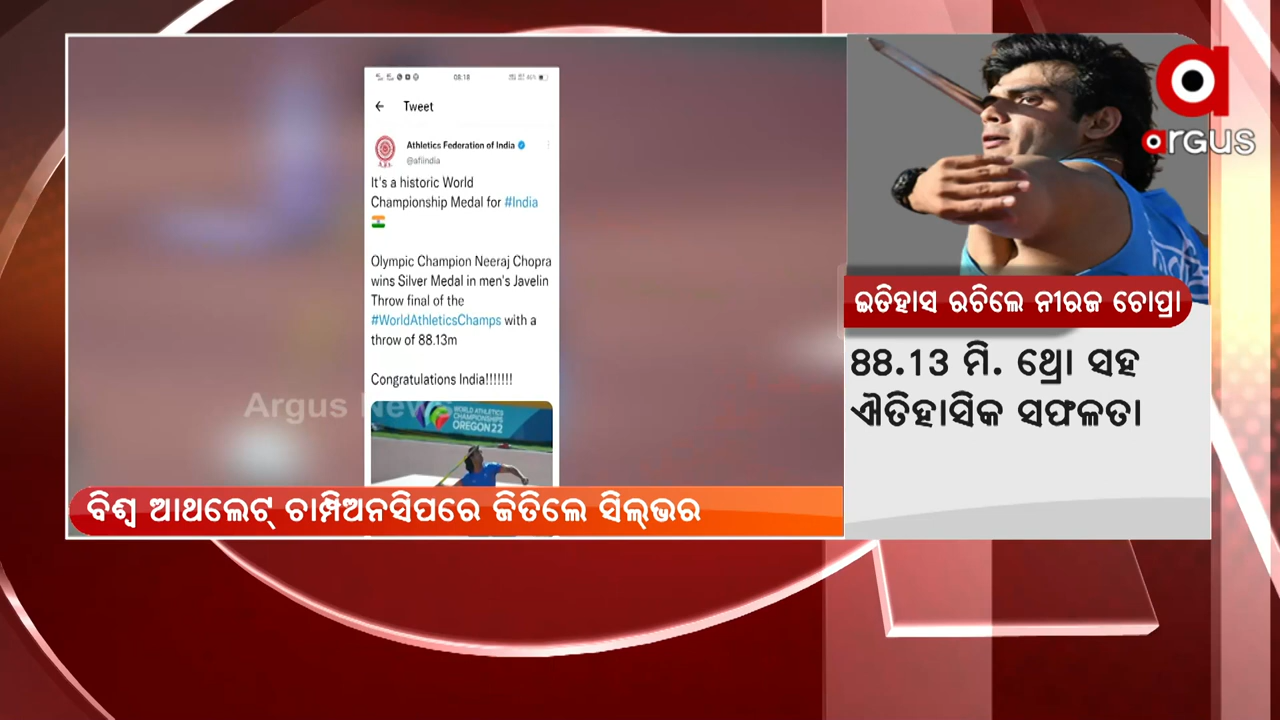 08:18
Tweet
Athletics Federation of India
@afiindia
It's a historic World
Championship Medal for #India
Olympic Champion Neeraj Chopra
wins Silver Medal in men's Javelin
Throw final of the
#WorldAthleticsChamps with a
throw of 88.13m
Congratulations India!!!!!!!
Argus News
WORLD ATHLETICS
CHAMPIONSHIPS
OREGON22
ବିଶ୍ୱ ଆଥଲେଟ୍ ଚାମ୍ପିଅନସିପରେ ଜିତିଲେ ସିଲ୍‌ଭର
argus
ଇତିହାସ ରଚିଲେ ନୀରଜ ଚୋପ୍ରା
୫୫.୧୩ ମି. ଥ୍ରୋ ସହ
ଐତିହାସିକ ସଫଳତା